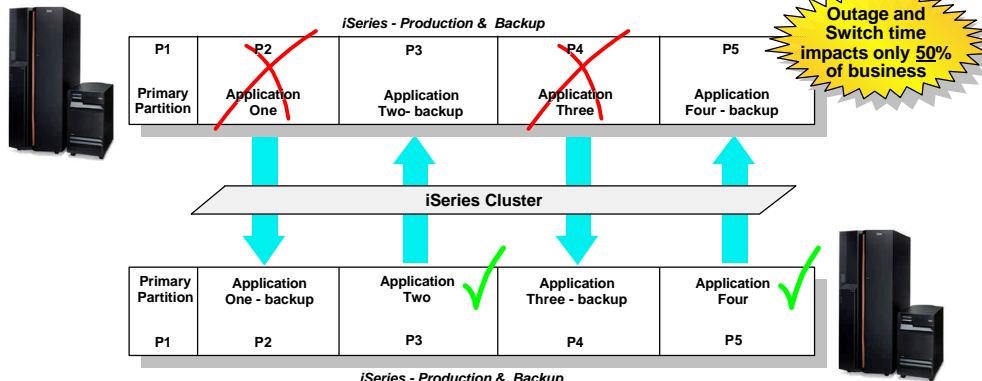 iSeries - Production & Backup
Outage and
Switch time
impacts only 50%
of business
P1 P2 P3 P4 P5
Primary
Partition
Application
One
Application
Two- backup
Application
Three
Application
Four - backup
iSeries Cluster
Primary
Partition
Application
One - backup
Application
Two
Application
Three - backup
Application
Four
P1 P2 P3 P4 P5
iSeries - Production & Backup